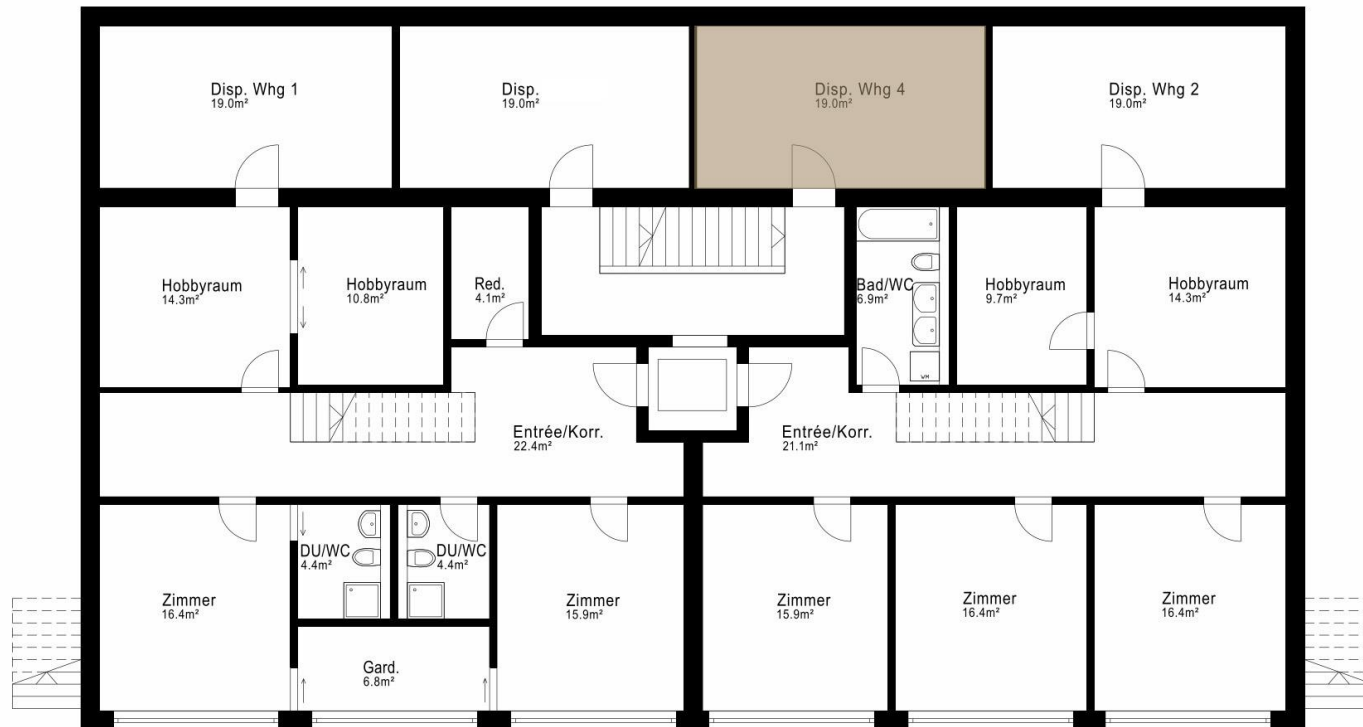 Disp. Whg 1
19.0m²
Disp.
19.0m²
Disp. Whg 4
19.0m²
Disp. Whg 2
19.0m²
Hobbyraum
14.3m²
Hobbyraum
10.8m²
Red.
4.1m²
Bad/WC
6.9m²
Hobbyraum
9.7m²
Hobbyraum
14.3m²
WM
Entrée/Korr.
22.4m²
Entrée/Korr.
21.1m²
DU/WC
4.4m²
DU/WC
4.4m²
Zimmer
16.4m²
Zimmer
15.9m²
Zimmer
15.9m²
Zimmer
16.4m²
Zimmer
16.4m²
Gard.
6.8m²